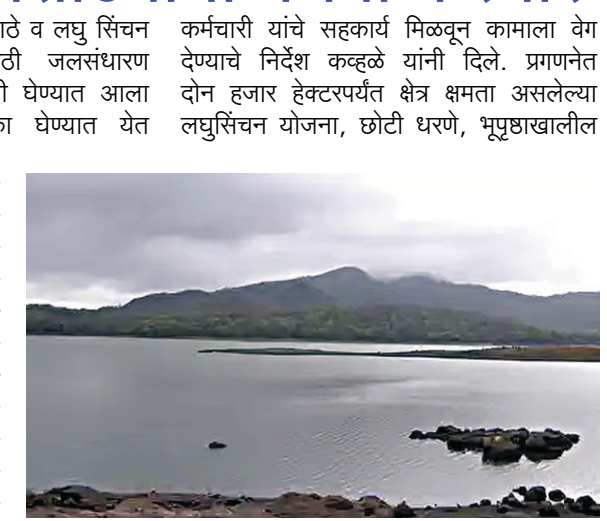 ठे व लघु सिंचन
ठी जलसंधारण
घेण्यात आला
घेण्यात येत
कर्मचारी यांचे सहकार्य मिळवून कामाला वेग
देण्याचे निर्देश कव्हळे यांनी दिले. प्रगणनेत
दोन हजार हेक्टरपर्यंत क्षेत्र क्षमता असलेल्या
लघुसिंचन योजना, छोटी धरणे, भूपृष्ठाखालील